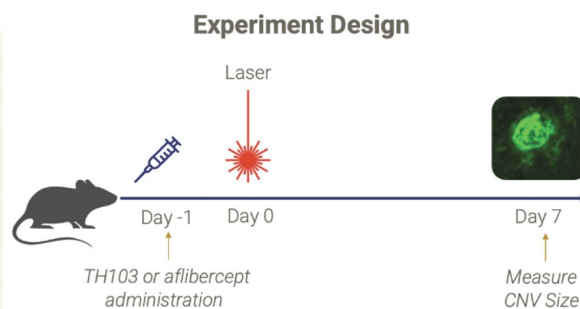 Experiment Design
Laser
Day -1
Day 0
Day 7
TH103 or aflibercept
administration
Measure
CNV Size